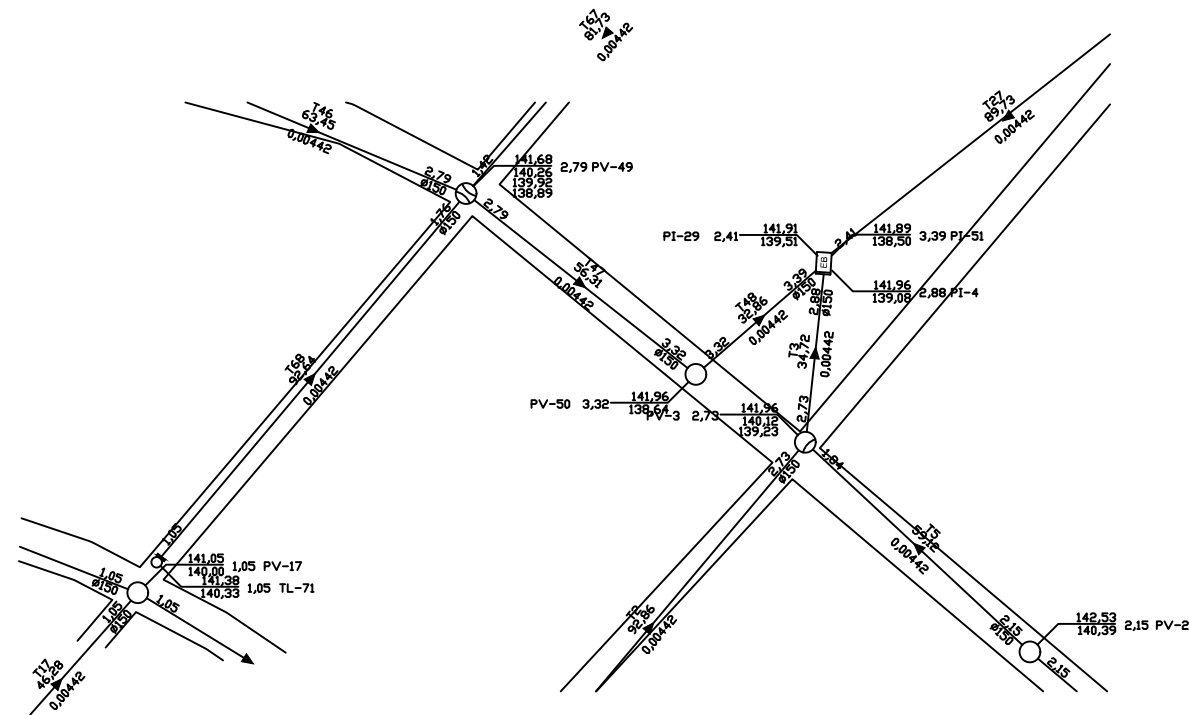 T67
81,73
0,00442
T46
63,45
0,00442
2,79
ø150
1,42
141,68
140,26
139,92
138,89
2,79 PV-49
2,79
1,76
ø150
T27
89,73
0,00442
PI-29 2,41
141,91
139,51
2,41
141,89
138,50
3,39 PI-51
EB
141,96
139,08
2,88 PI-4
3,39
ø150
2,88
ø150
T47
56,31
0,00442
T48
32,86
0,00442
T3
34,72
0,00442
3,32
ø150
3,32
T68
92,64
0,00442
PV-50 3,32
141,96
138,64
PV-3 2,73
141,96
140,12
139,23
2,73
2,73
ø150
1,84
1,05
141,05
140,00
1,05 PV-17
141,38
140,33
1,05 TL-71
1,05
ø150
1,05
1,05
ø150
T5
59,12
0,00442
T2
92,86
0,00442
142,53
140,39
2,15 PV-2
2,15
ø150
2,15
T17
46,28
0,00442